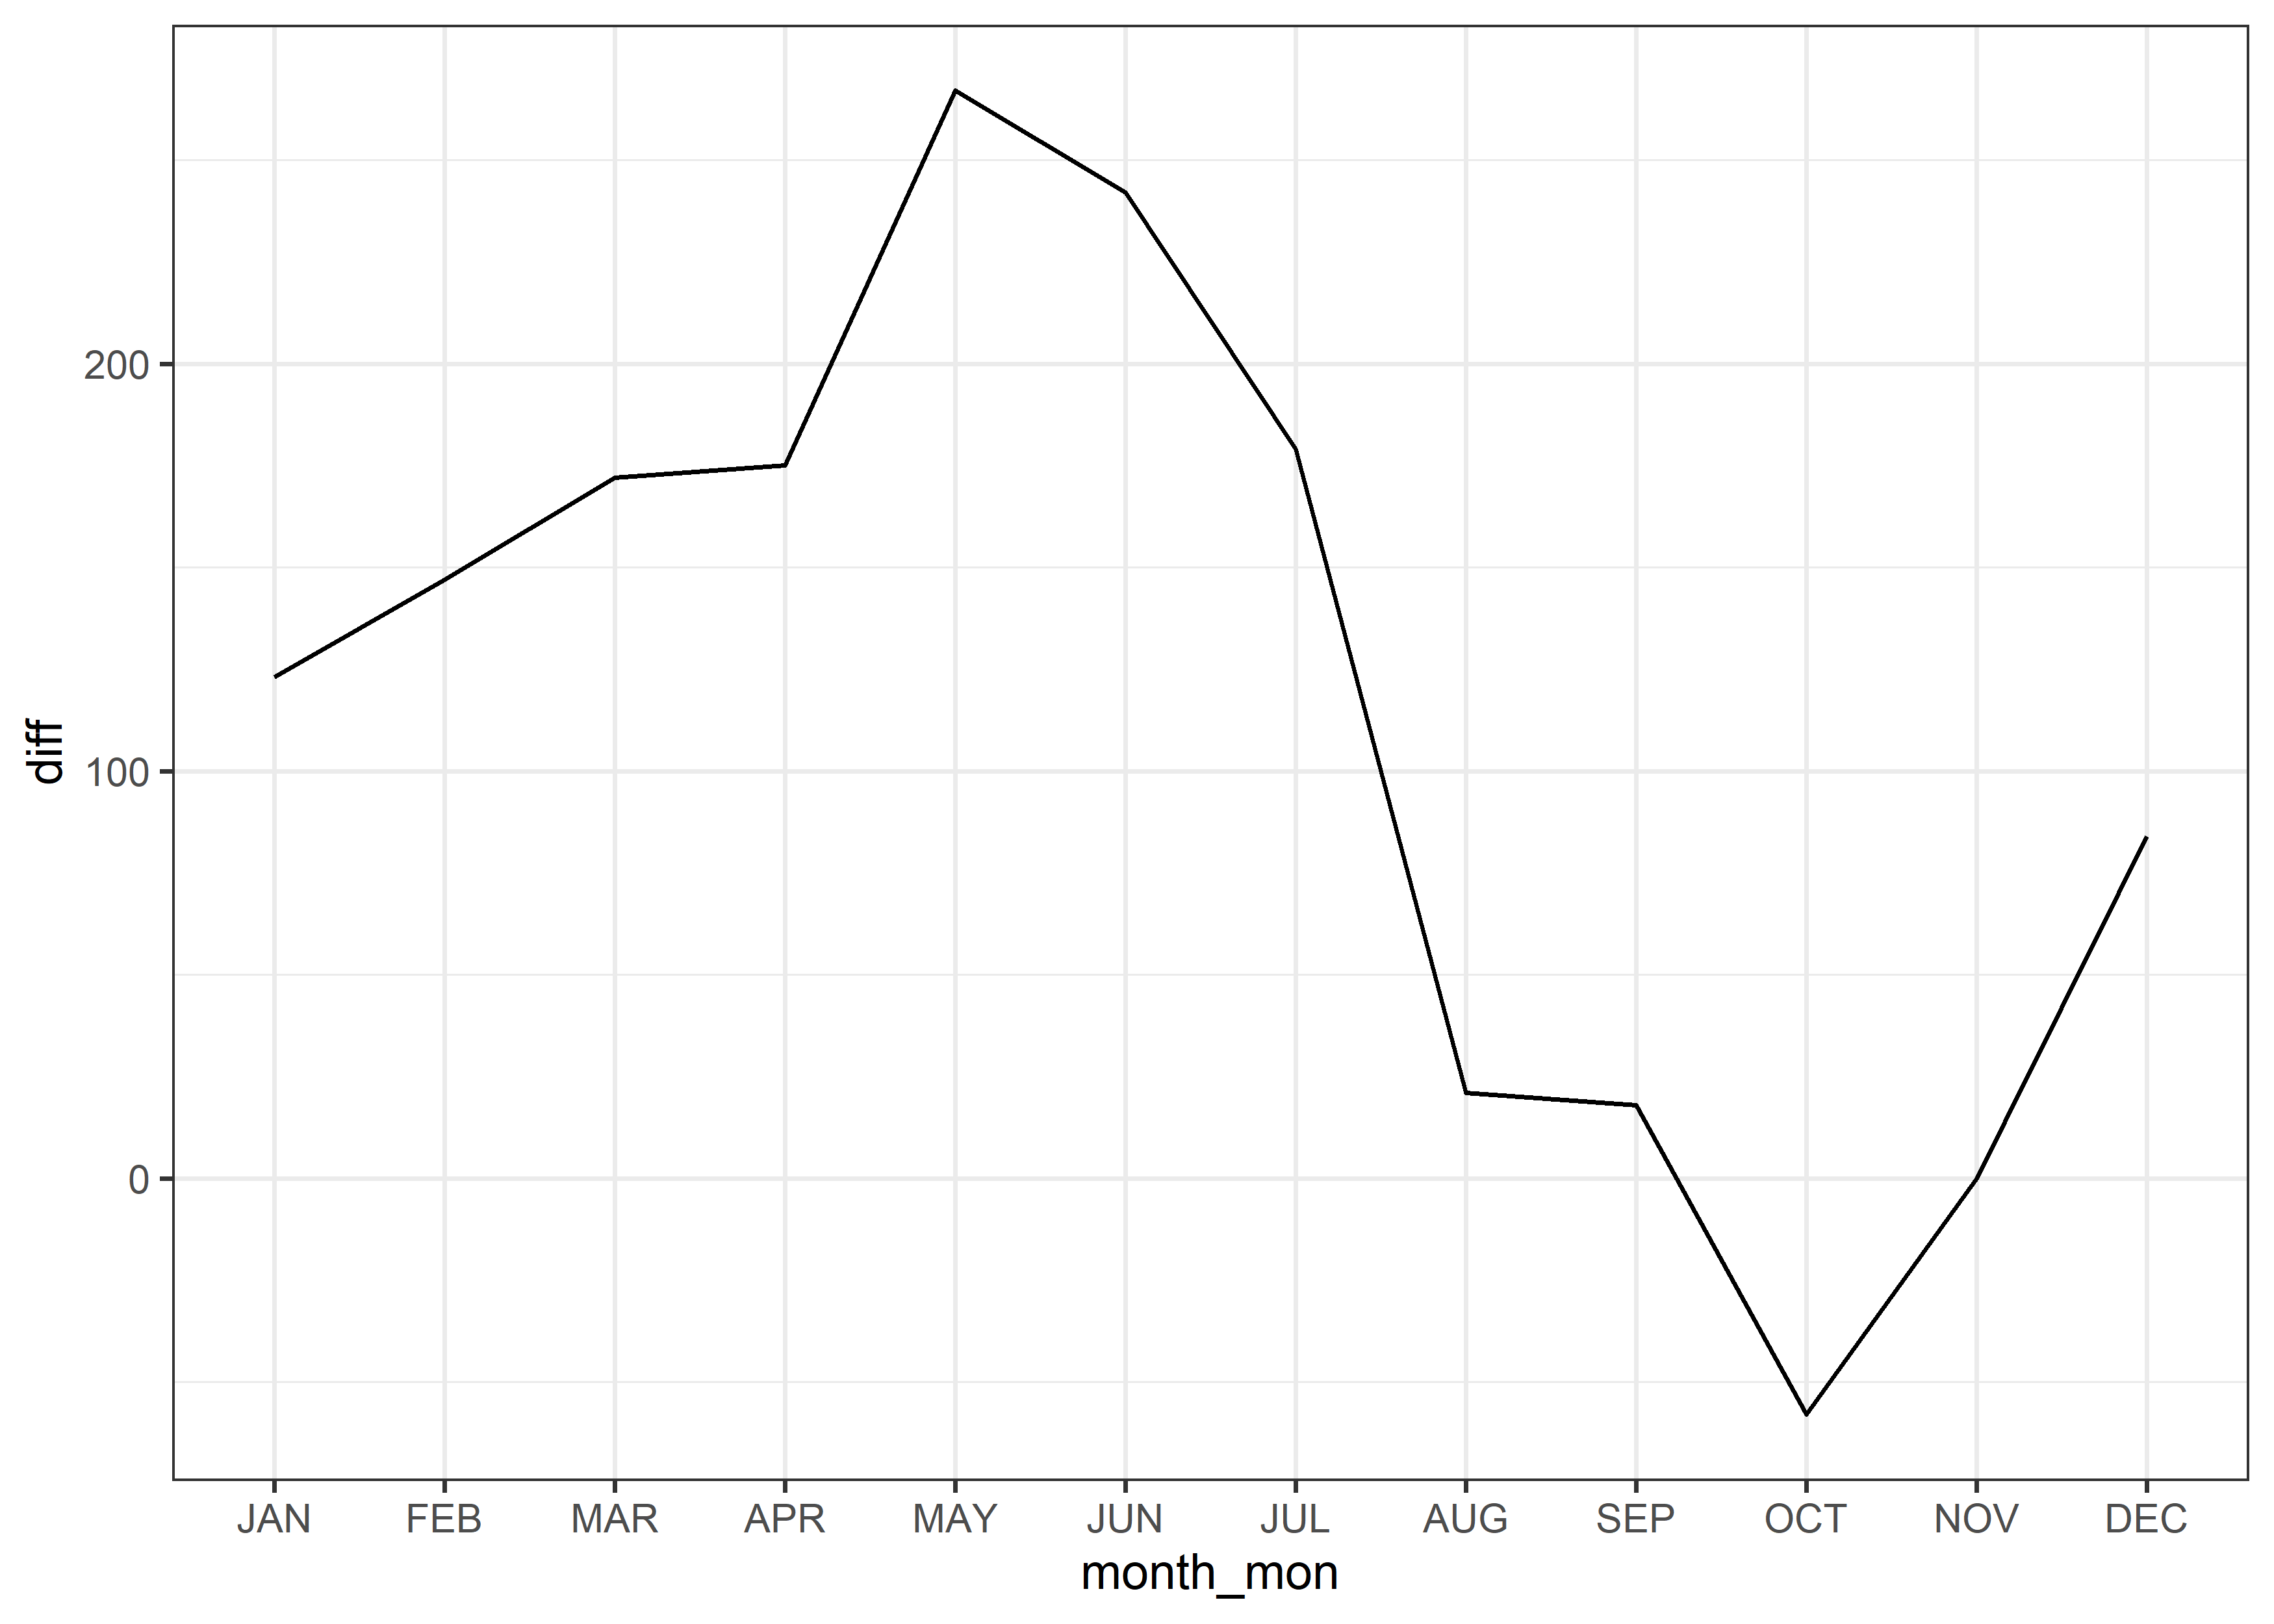 200
100
0
diff
JAN FEB MAR APR MAY JUN JUL AUG SEP OCT NOV DEC
month_mon